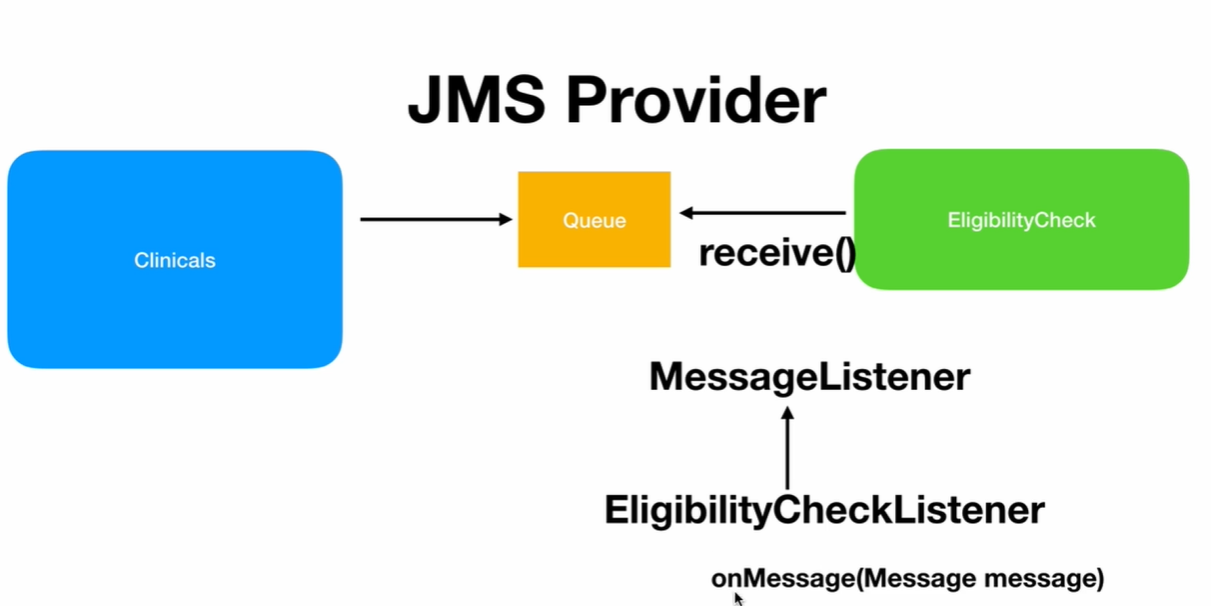 JMS Provider
Clinicals
Queue
EligibilityCheck
receive()
MessageListener
EligibilityCheckListener
onMessage(Message message)